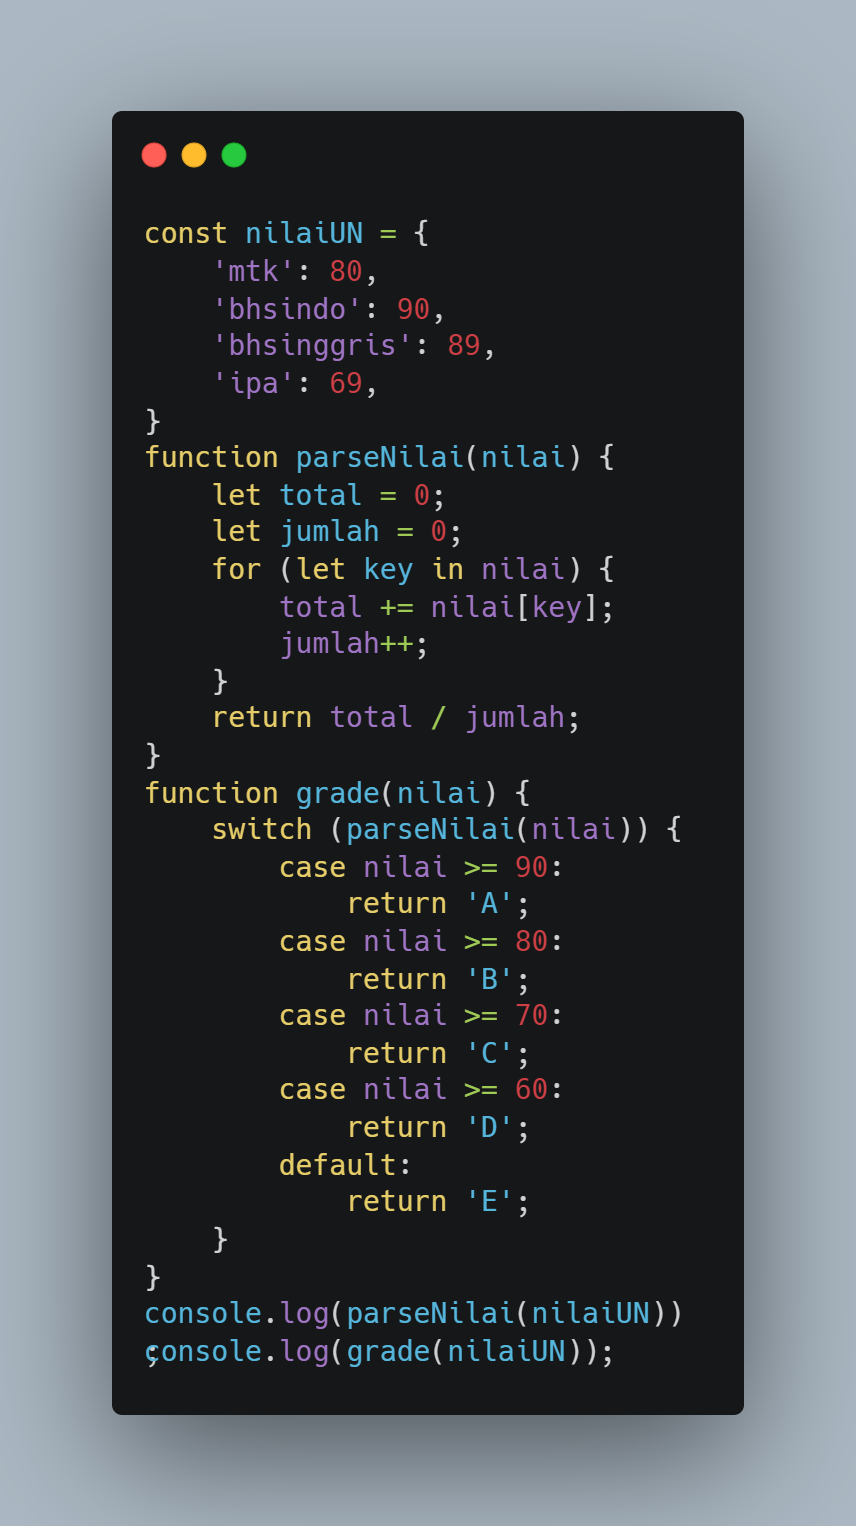 const nilaiUN = {
    'mtk': 80,
    'bhsindo': 90,
    'bhsinggris': 89,
    'ipa': 69,
}
function parseNilai(nilai) {
    let total = 0;
    let jumlah = 0;
    for (let key in nilai) {
        total += nilai[key];
        jumlah++;
    }
    return total / jumlah;
}
function grade(nilai) {
    switch (parseNilai(nilai)) {
        case nilai >= 90:
            return 'A';
        case nilai >= 80:
            return 'B';
        case nilai >= 70:
            return 'C';
        case nilai >= 60:
            return 'D';
        default:
            return 'E';
    }
}
console.log(parseNilai(nilaiUN));
console.log(grade(nilaiUN));